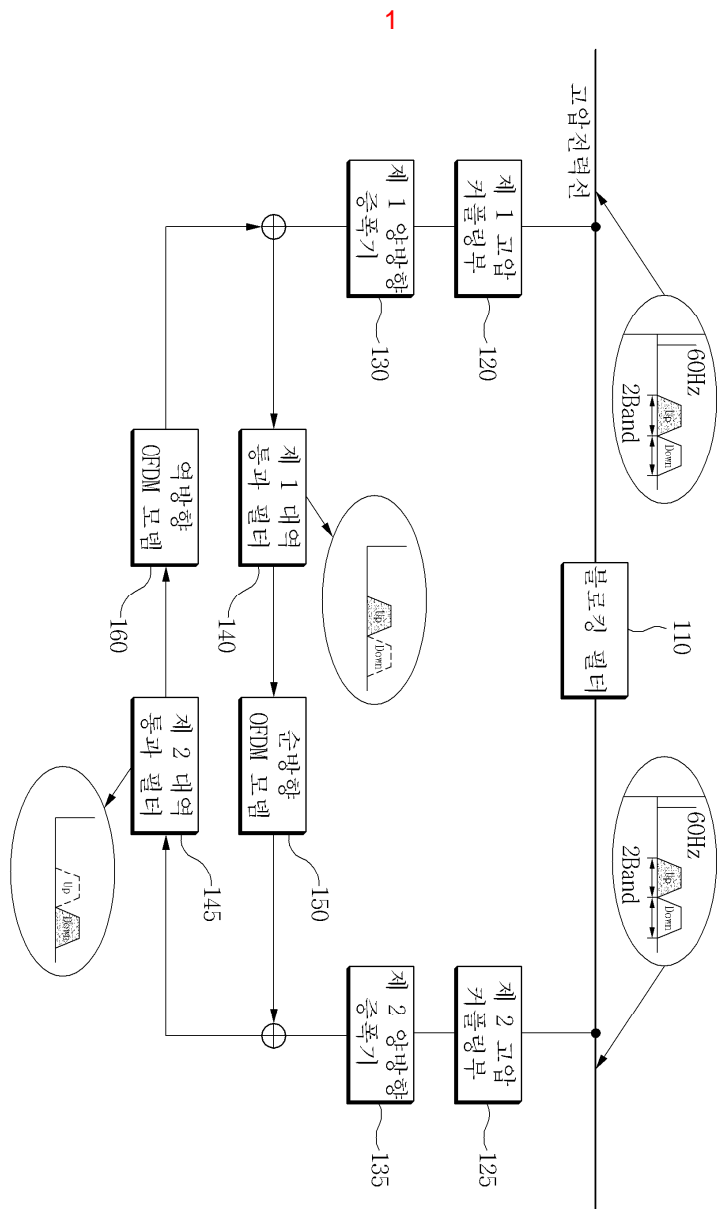 1
고압전력선
60Hz
Up
Down
2Band
블로킹 필터
110
60Hz
Up
Down
2Band
제 1 고압
커플링부
120
제 2 고압
커플링부
125
제 1 양방향
증폭기
130
제 2 양방향
증폭기
135
Up
Down
제 1 대역
통과 필터
140
순방향
OFDM 모뎀
150
역방향
OFDM 모뎀
160
제 2 대역
통과 필터
145
Up
Down